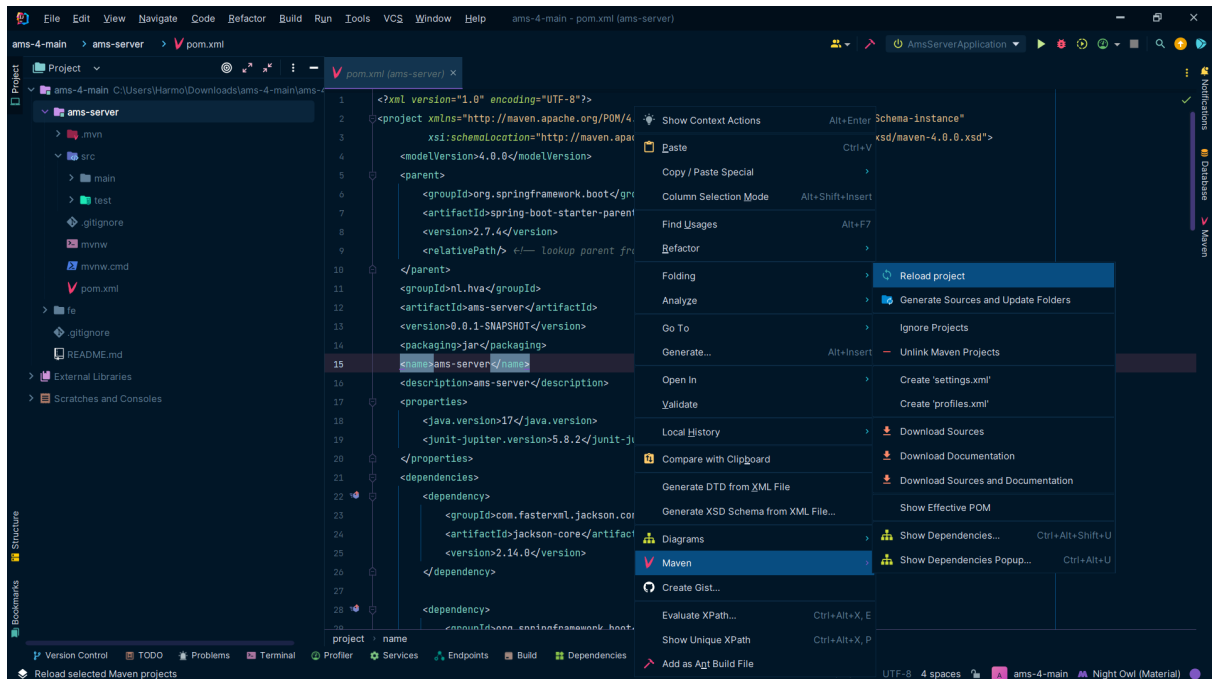 File Edit View Navigate Code Refactor Build Run Tools VCS Window Help ams-4-main - pom.xml (ams-server)
ams-4-main > ams-server > pom.xml
AmsServerApplication
Project
pom.xml (ams-server)
ams-4-main C:\Users\Harmo\Downloads\ams-4-main\ams-4
ams-server
.mvn
src
main
test
.gitignore
mvnw
mvnw.cmd
pom.xml
fe
.gitignore
README.md
External Libraries
Scratches and Consoles
Project
Structure
Bookmarks
1 <?xml version="1.0" encoding="UTF-8"?>
2 <project xmlns="http://maven.apache.org/POM/4. Schema-instance"
3 xsi:schemaLocation="http://maven.apac xsd/maven-4.0.0.xsd">
4 <modelVersion>4.0.0</modelVersion>
5 <parent>
6 <groupId>org.springframework.boot</gro
7 <artifactId>spring-boot-starter-parent
8 <version>2.7.4</version>
9 <relativePath/> <!-- lookup parent fro
10 </parent>
11 <groupId>nl.hva</groupId>
12 <artifactId>ams-server</artifactId>
13 <version>0.0.1-SNAPSHOT</version>
14 <packaging>jar</packaging>
15 <name>ams-server</name>
16 <description>ams-server</description>
17 <properties>
18 <java.version>17</java.version>
19 <junit-jupiter.version>5.8.2</junit-ju
20 </properties>
21 <dependencies>
22 <dependency>
23 <groupId>com.fasterxml.jackson.cor
24 <artifactId>jackson-core</artifact
25 <version>2.14.0</version>
26 </dependency>
27
28 <dependency>
29 <groupId>org.springframework.boot<
project > name
Show Context Actions Alt+Enter
Paste Ctrl+V
Copy / Paste Special
Column Selection Mode Alt+Shift+Insert
Find Usages Alt+F7
Refactor
Folding
Analyze
Go To
Generate... Alt+Insert
Open In
Validate
Local History
Compare with Clipboard
Generate DTD from XML File
Generate XSD Schema from XML File...
Diagrams
Maven
Create Gist...
Evaluate XPath... Ctrl+Alt+X, E
Show Unique XPath Ctrl+Alt+X, P
Add as Ant Build File
Reload project
Generate Sources and Update Folders
Ignore Projects
Unlink Maven Projects
Create 'settings.xml'
Create 'profiles.xml'
Download Sources
Download Documentation
Download Sources and Documentation
Show Effective POM
Show Dependencies... Ctrl+Alt+Shift+U
Show Dependencies Popup... Ctrl+Alt+U
Notifications
Database
Maven
Version Control TODO Problems Terminal Profiler Services Endpoints Build Dependencies
Reload selected Maven projects
UTF-8 4 spaces A ams-4-main Night Owl (Material)